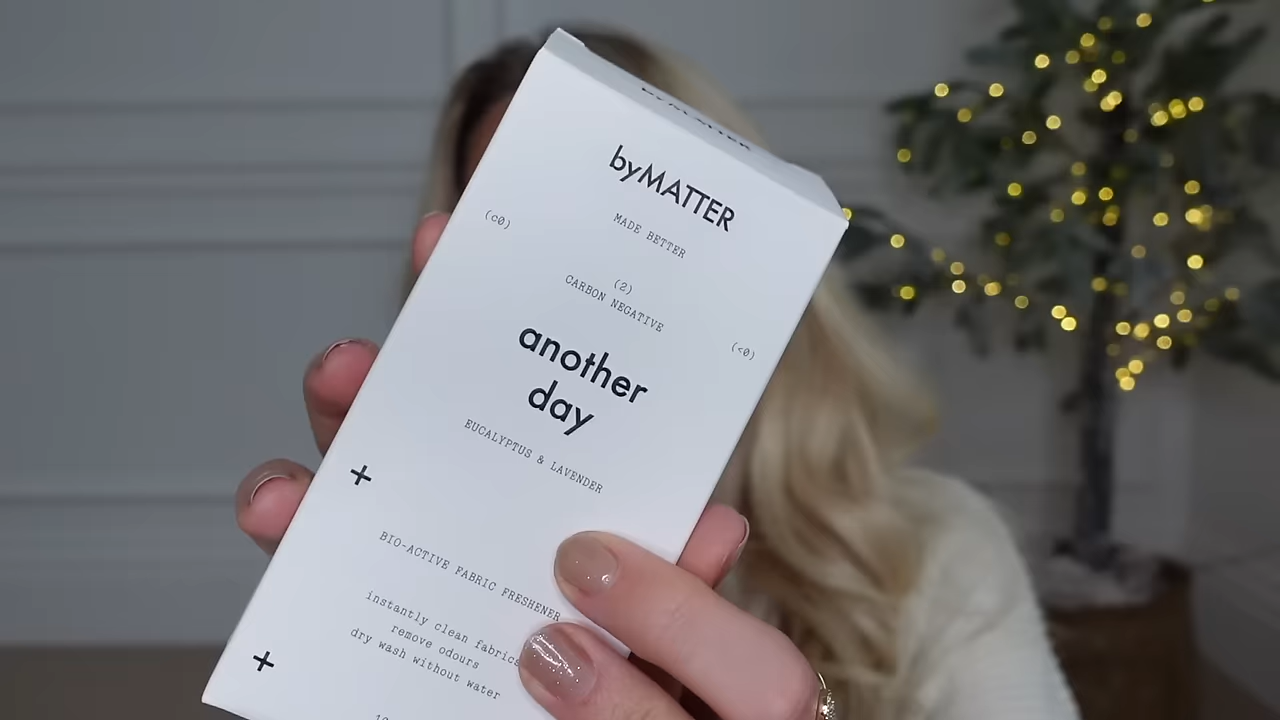 byMATTER
byMATTER
MADE BETTER
(c0)
(2)
CARBON NEGATIVE
(<0)
another
day
EUCALYPTUS & LAVENDER
+
BIO-ACTIVE FABRIC FRESHENER
instantly clean fabrics
remove odours
dry wash without water
+